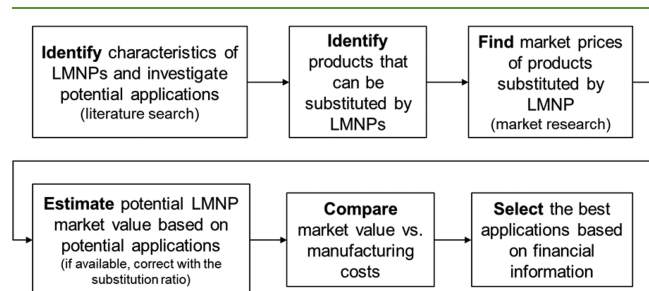 Identify characteristics of
LMNPs and investigate
potential applications
(literature search)
Identify
products that
can be
substituted by
LMNPs
Find market prices
of products
substituted by
LMNP
(market research)
Estimate potential LMNP
market value based on
potential applications
(if available, correct with the
substitution ratio)
Compare
market value vs.
manufacturing
costs
Select the best
applications based
on financial
information